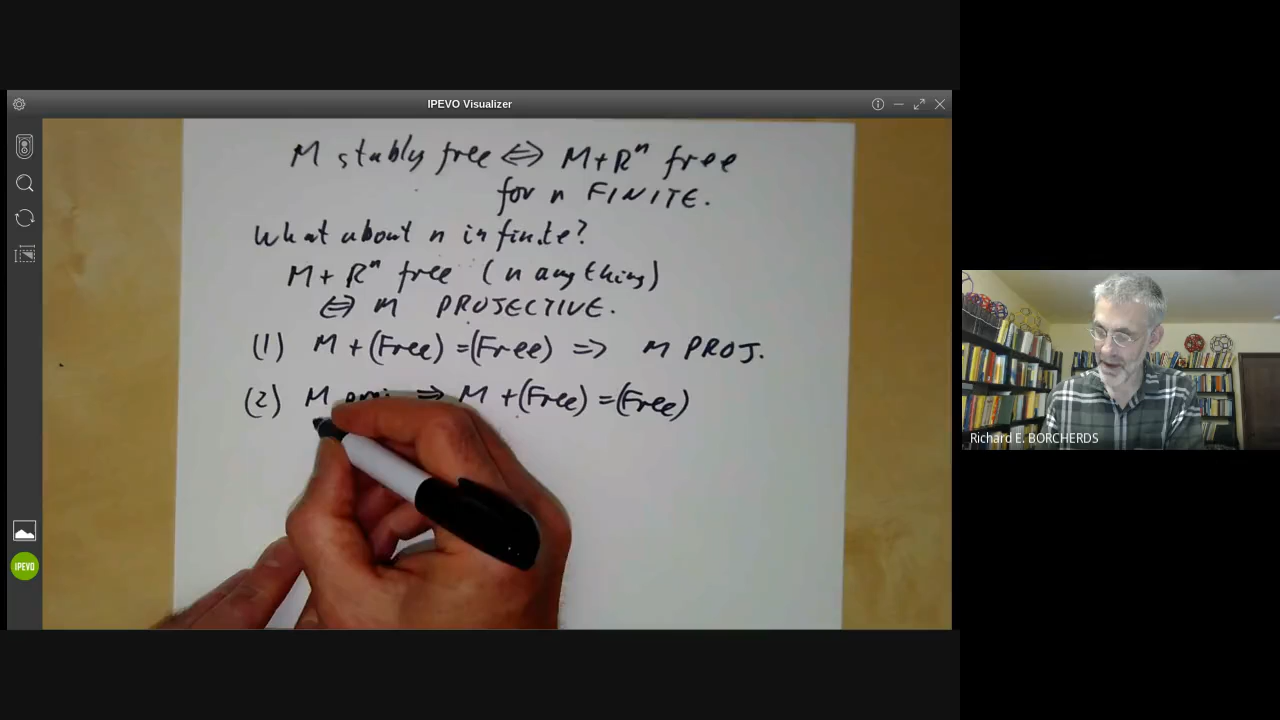 IPEVO Visualizer
M stably free ⇔ M+Rⁿ free
for n FINITE.
What about n infinite?
M + Rⁿ free (n anything)
⇔ M PROJECTIVE.
(1) M + (Free) = (Free) ⇒ M PROJ.
(2) M ⇒ M + (Free) = (Free)
Richard E. BORCHERDS
IPEVO